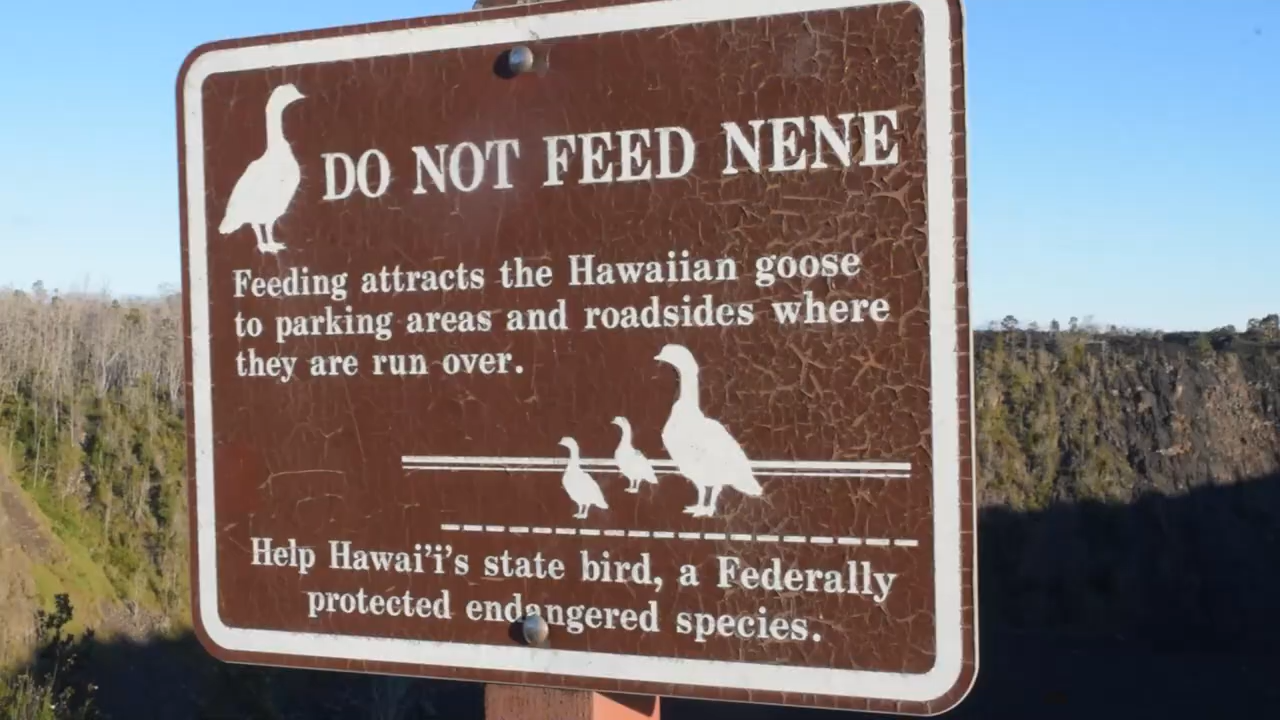 DO NOT FEED NENE
Feeding attracts the Hawaiian goose
to parking areas and roadsides where
they are run over.
Help Hawai'i's state bird, a Federally
protected endangered species.